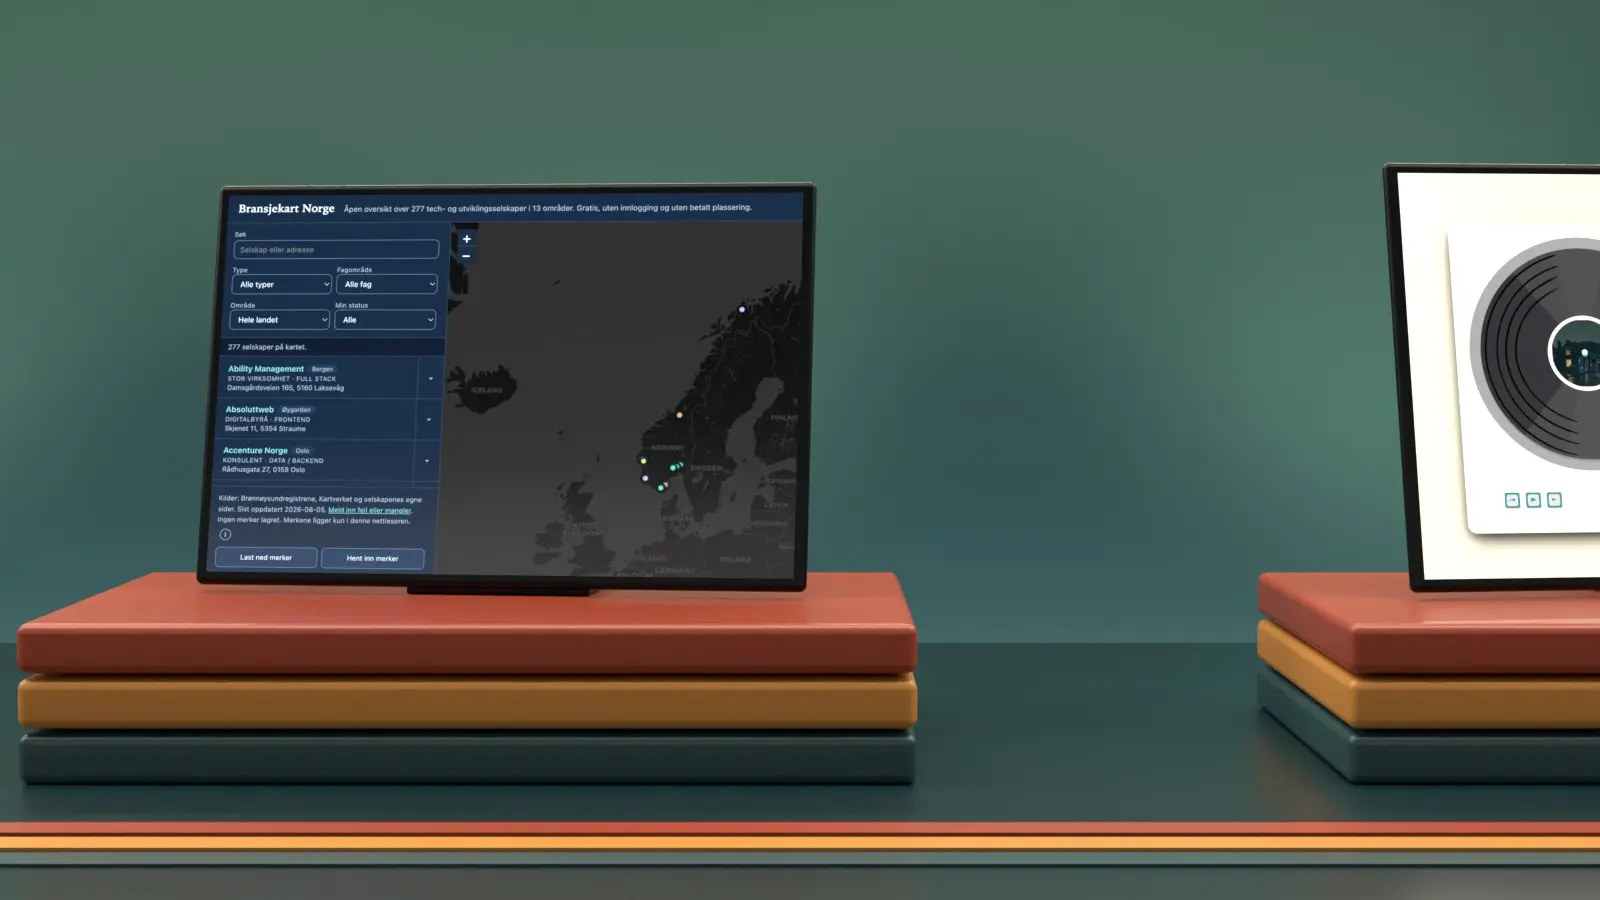 Bransjekart Norge
Åpen oversikt over 277 tech- og utviklingsselskaper i 13 områder. Gratis, uten innlogging og uten betalt plassering.
Søk
Selskap eller adresse
Type
Fagområde
Alle typer
Alle fag
Område
Min status
Hele landet
Alle
277 selskaper på kartet.
Ability Management Bergen
STOR VIRKSOMHET · FULL STACK
Damsgårdsveien 165, 5160 Laksevåg
Absoluttweb Øygarden
DIGITALBYRÅ · FRONTEND
Skjenet 11, 5354 Straume
Accenture Norge Oslo
KONSULENT · DATA / BACKEND
Rådhusgata 27, 0158 Oslo
Kilder: Brønnøysundregistrene, Kartverket og selskapenes egne
sider. Sist oppdatert 2026-08-05. Meld inn feil eller mangler.
Ingen merker lagret. Merkene ligger kun i denne nettleseren.
Last ned merker
Hent inn merker
+
−
ICELAND
NORWAY
SWEDEN
FINLAN
LATVIA
POLAND
GERMANY